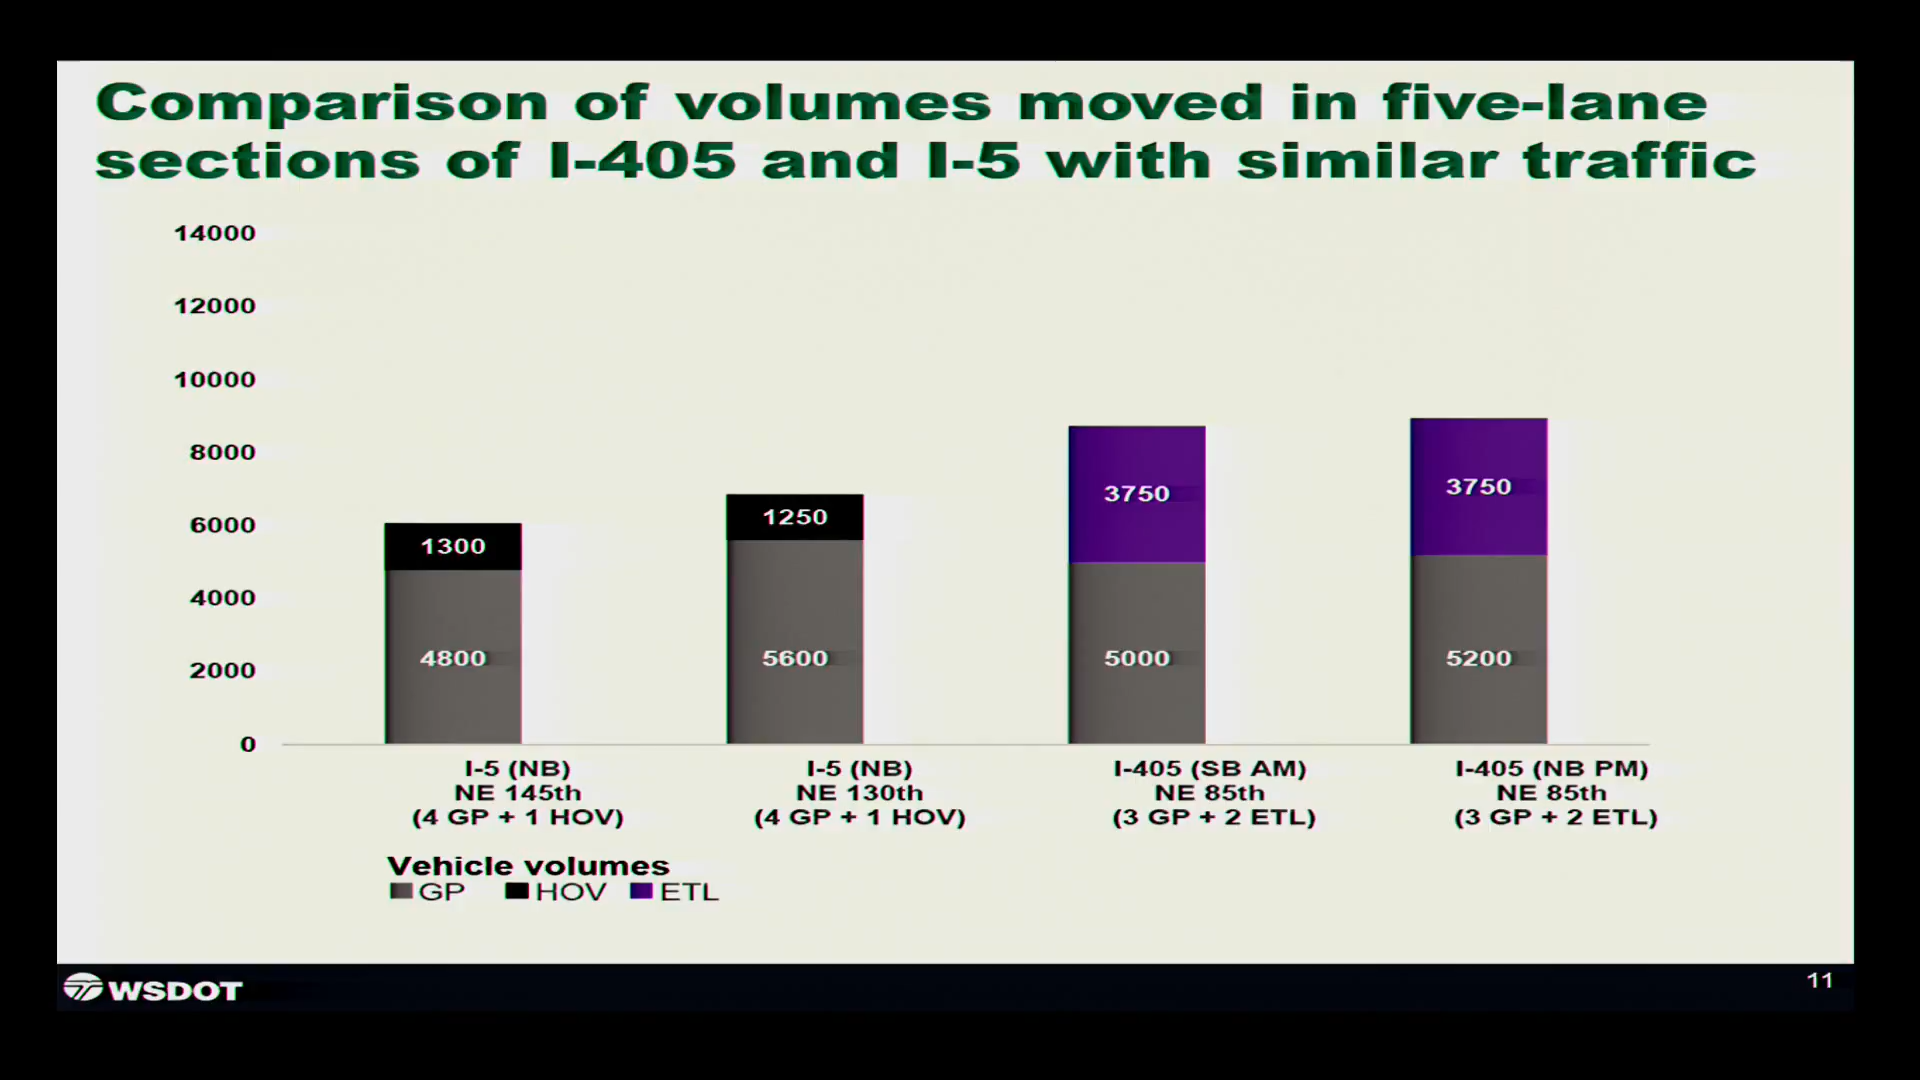 Comparison of volumes moved in five-lane
sections of I-405 and I-5 with similar traffic
14000
12000
10000
8000
6000
4000
2000
0
1300
4800
1250
5600
3750
5000
3750
5200
I-5 (NB)
NE 145th
(4 GP + 1 HOV)
I-5 (NB)
NE 130th
(4 GP + 1 HOV)
I-405 (SB AM)
NE 85th
(3 GP + 2 ETL)
I-405 (NB PM)
NE 85th
(3 GP + 2 ETL)
Vehicle volumes
GP HOV ETL
WSDOT
11